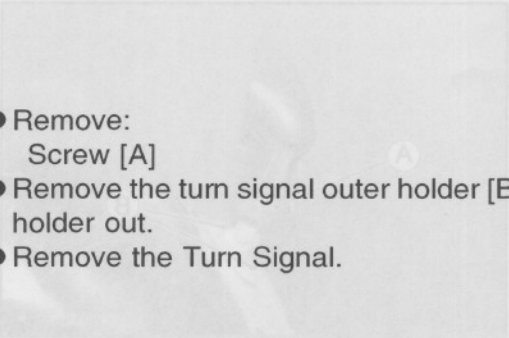 ● Remove:
Screw [A]
● Remove the turn signal outer holder [B
holder out.
● Remove the Turn Signal.
A